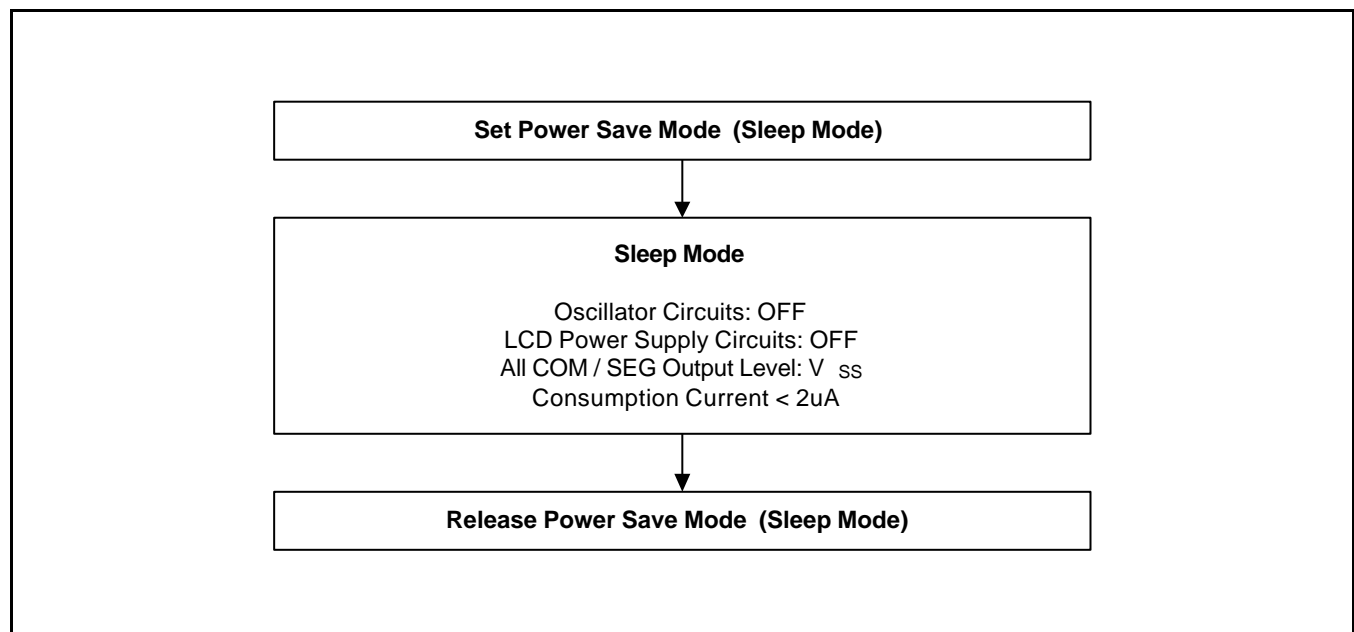 Set Power Save Mode (Sleep Mode)
Sleep Mode
Oscillator Circuits: OFF
LCD Power Supply Circuits: OFF
All COM / SEG Output Level: V SS
Consumption Current < 2uA
Release Power Save Mode (Sleep Mode)